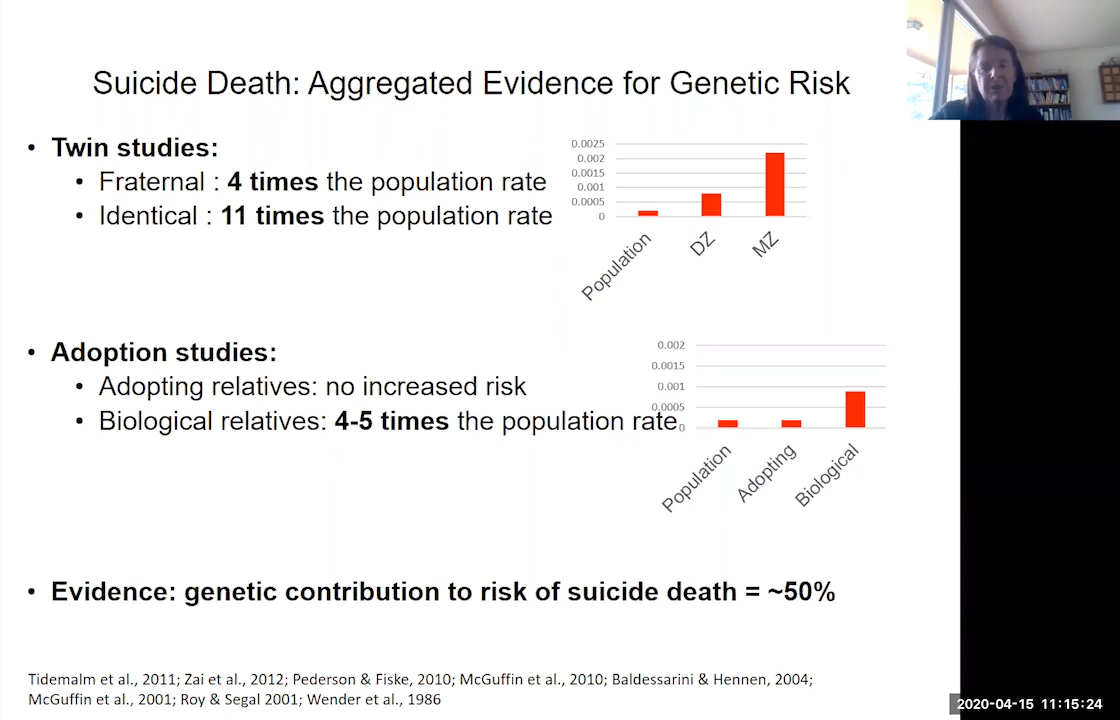 Suicide Death: Aggregated Evidence for Genetic Risk
• Twin studies:
• Fraternal : 4 times the population rate
• Identical : 11 times the population rate
0.0025
0.002
0.0015
0.001
0.0005
0
Population
DZ
MZ
• Adoption studies:
• Adopting relatives: no increased risk
• Biological relatives: 4-5 times the population rate
0.002
0.0015
0.001
0.0005
0
Population
Adopting
Biological
• Evidence: genetic contribution to risk of suicide death = ~50%
Tidemalm et al., 2011; Zai et al., 2012; Pederson & Fiske, 2010; McGuffin et al., 2010; Baldessarini & Hennen, 2004;
McGuffin et al., 2001; Roy & Segal 2001; Wender et al., 1986
2020-04-15 11:15:24